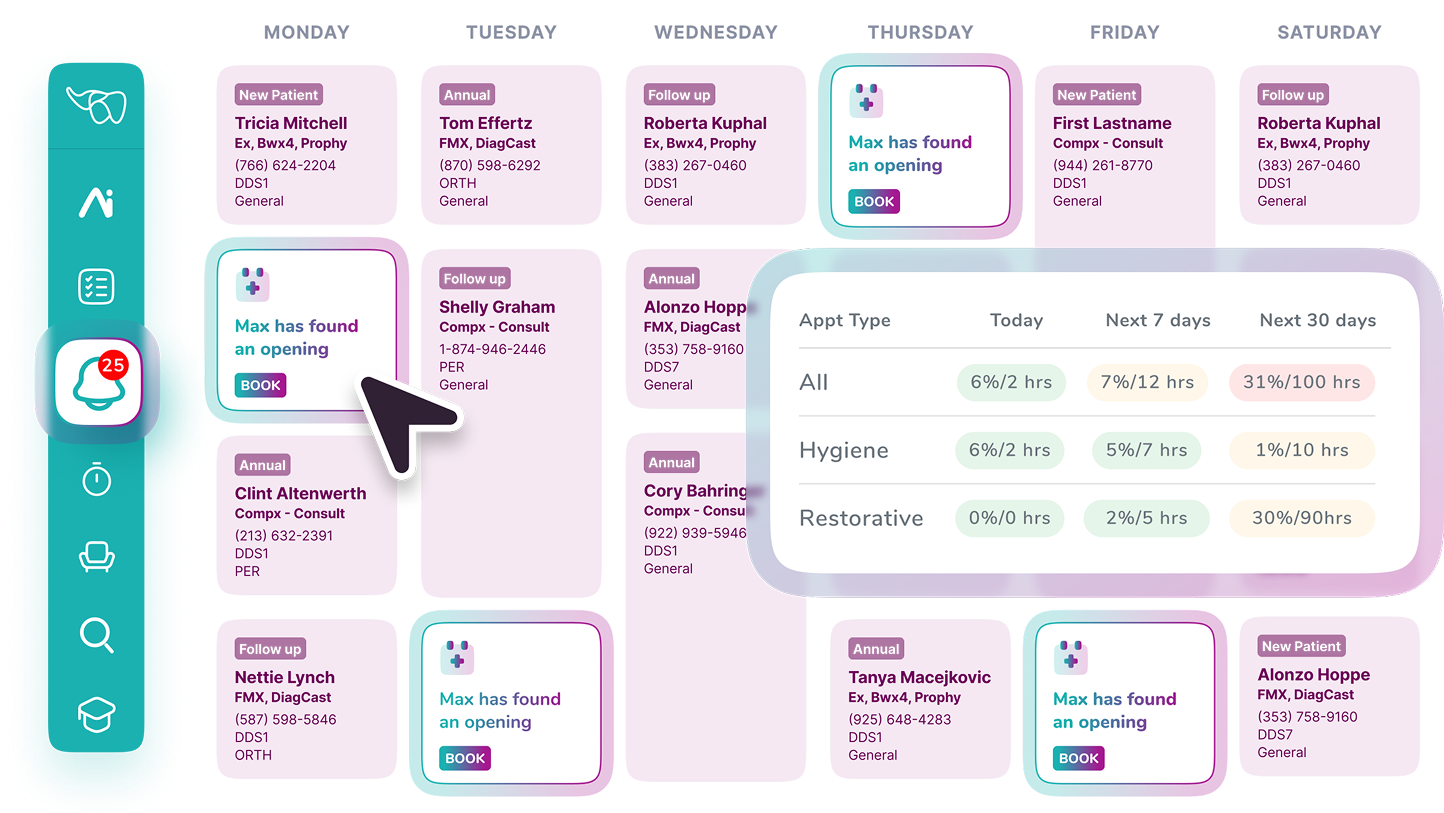 MONDAY
TUESDAY
WEDNESDAY
THURSDAY
FRIDAY
SATURDAY
25
New Patient
Tricia Mitchell
Ex, Bwx4, Prophy
(766) 624-2204
DDS1
General
Max has found
an opening
BOOK
Annual
Clint Altenwerth
Compx - Consult
(213) 632-2391
DDS1
PER
Follow up
Nettie Lynch
FMX, DiagCast
(587) 598-5846
DDS1
ORTH
Annual
Tom Effertz
FMX, DiagCast
(870) 598-6292
ORTH
General
Follow up
Shelly Graham
Compx - Consult
1-874-946-2446
PER
General
Max has found
an opening
BOOK
Follow up
Roberta Kuphal
Ex, Bwx4, Prophy
(383) 267-0460
DDS1
General
Annual
Alonzo Hoppe
FMX, DiagCast
(353) 758-9160
DDS7
General
Annual
Cory Bahring
Compx - Consu
(922) 939-5946
DDS1
General
Max has found
an opening
BOOK
Annual
Tanya Macejkovic
Ex, Bwx4, Prophy
(925) 648-4283
DDS1
General
New Patient
First Lastname
Compx - Consult
(944) 261-8770
DDS1
General
Max has found
an opening
BOOK
Follow up
Roberta Kuphal
Ex, Bwx4, Prophy
(383) 267-0460
DDS1
General
New Patient
Alonzo Hoppe
FMX, DiagCast
(353) 758-9160
DDS7
General
Appt Type Today Next 7 days Next 30 days
All 6%/2 hrs 7%/12 hrs 31%/100 hrs
Hygiene 6%/2 hrs 5%/7 hrs 1%/10 hrs
Restorative 0%/0 hrs 2%/5 hrs 30%/90hrs